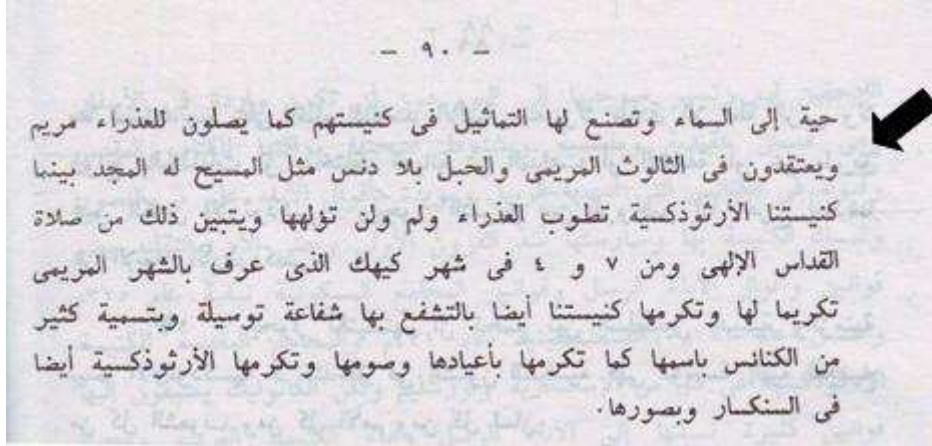 - ٩٠ -
حية إلى السماء وتصنع لها التماثيل فى كنيستهم كما يصلون للعذراء مريم
ويعتقدون فى الثالوث المريمى والحبل بلا دنس مثل المسيح له المجد بينما
كنيستنا الأرثوذكسية تطوب العذراء ولم ولن تؤلهها ويتبين ذلك من صلاة
القداس الإلهى ومن ٧ و ٤ فى شهر كيهك الذى عرف بالشهر المريمى
تكريما لها وتكرمها كنيستنا أيضا بالتشفع بها شفاعة توسيلة وبتسمية كثير
من الكنائس باسمها كما تكرمها بأعيادها وصومها وتكرمها الأرثوذكسية أيضا
فى السنكسار وبصورها.